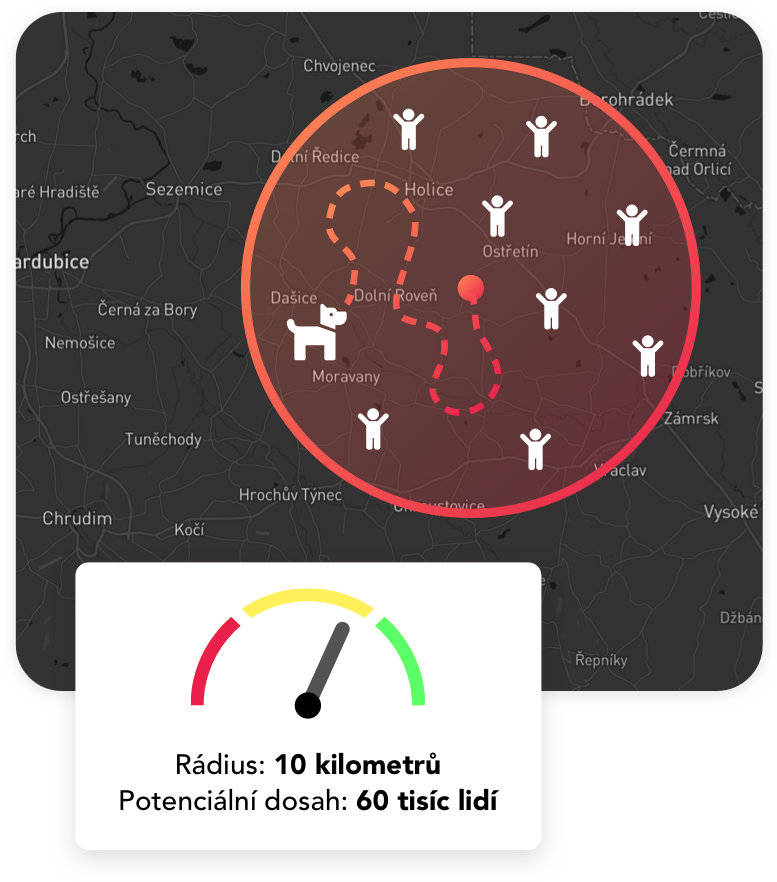 Chvojenec
Borohrádek
rch
Dolní Ředice
Čermná
nad Orlicí
aré Hradiště
Sezemice
Holice
Horní Jelení
Ostřetín
ardubice
Dašice
Dolní Roveň
Černá za Bory
Nemošice
Moravany
Dobříkov
Ostřešany
Zámrsk
Tuněchody
Vraclav
Hrochův Týnec
Chroustovice
Chrudim
Vysoké
Kočí
Džbán
Řepníky
Rádius: 10 kilometrů
Potenciální dosah: 60 tisíc lidí